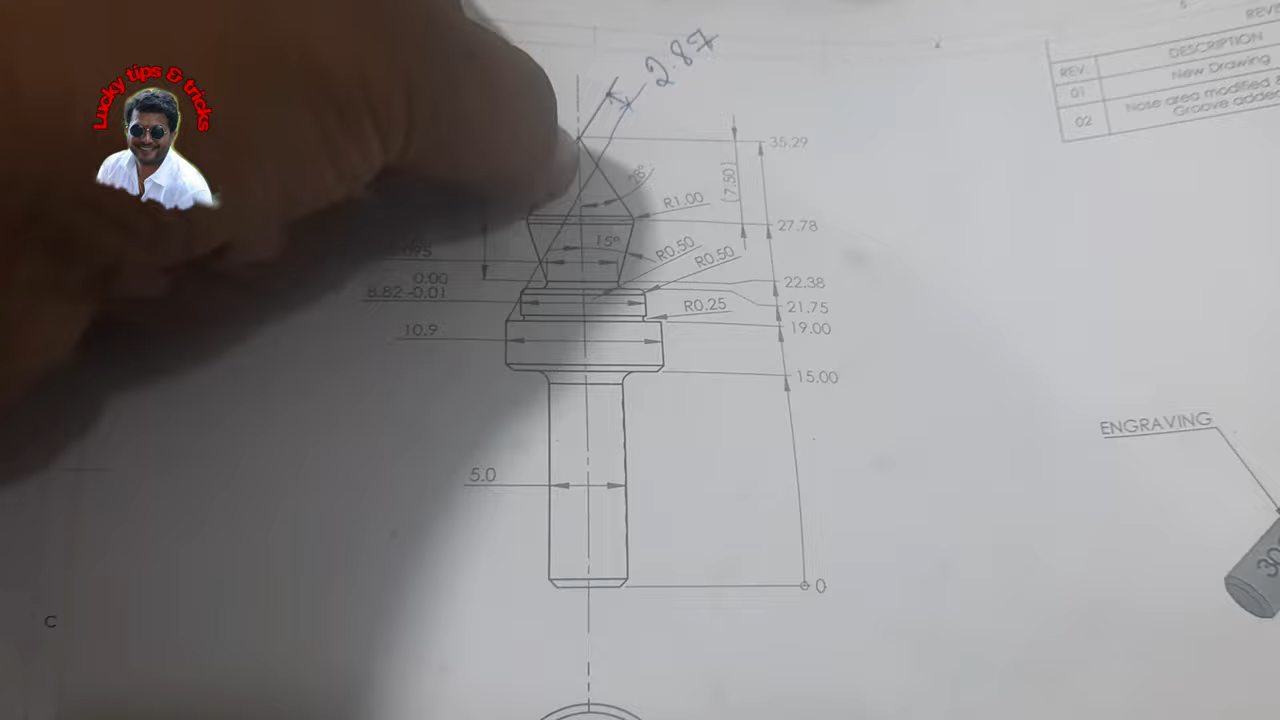 Lucky tips & tricks
2.87
5
REV.
DESCRIPTION
01
New Drawing
02
Nose area modified
Groove added
35.29
(7.50)
28°
R1.00
27.78
15°
R0.50
R0.50
22.38
0.00
8.82 -0.01
21.75
R0.25
19.00
10.9
15.00
ENGRAVING
5.0
0
C